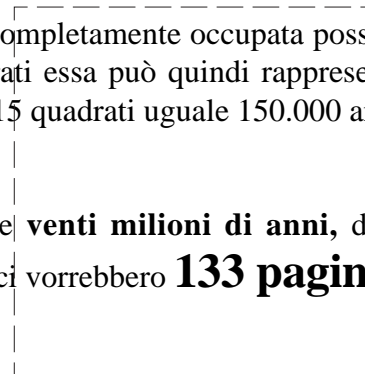 ompletamente occupata poss
rati essa può quindi rapprese
15 quadrati uguale 150.000 a
e venti milioni di anni, d
ci vorrebbero 133 pagin